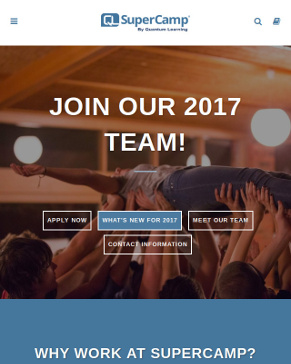 QL SuperCamp
By Quantum Learning
JOIN OUR 2017
TEAM!
APPLY NOW
WHAT'S NEW FOR 2017
MEET OUR TEAM
CONTACT INFORMATION
WHY WORK AT SUPERCAMP?